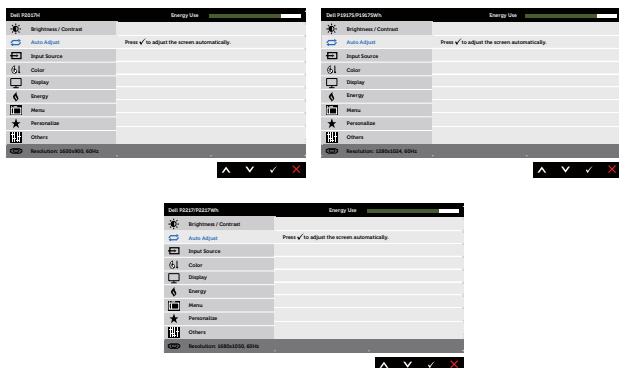 Dell P2017H Energy Use
Brightness / Contrast
Auto Adjust Press ✓ to adjust the screen automatically.
Input Source
Color
Display
Energy
Menu
Personalize
Others
Resolution: 1600x900, 60Hz
Dell P1917S/P1917SWh Energy Use
Brightness / Contrast
Auto Adjust Press ✓ to adjust the screen automatically.
Input Source
Color
Display
Energy
Menu
Personalize
Others
Resolution: 1280x1024, 60Hz
Dell P2217/P2217Wh Energy Use
Brightness / Contrast
Auto Adjust Press ✓ to adjust the screen automatically.
Input Source
Color
Display
Energy
Menu
Personalize
Others
Resolution: 1680x1050, 60Hz